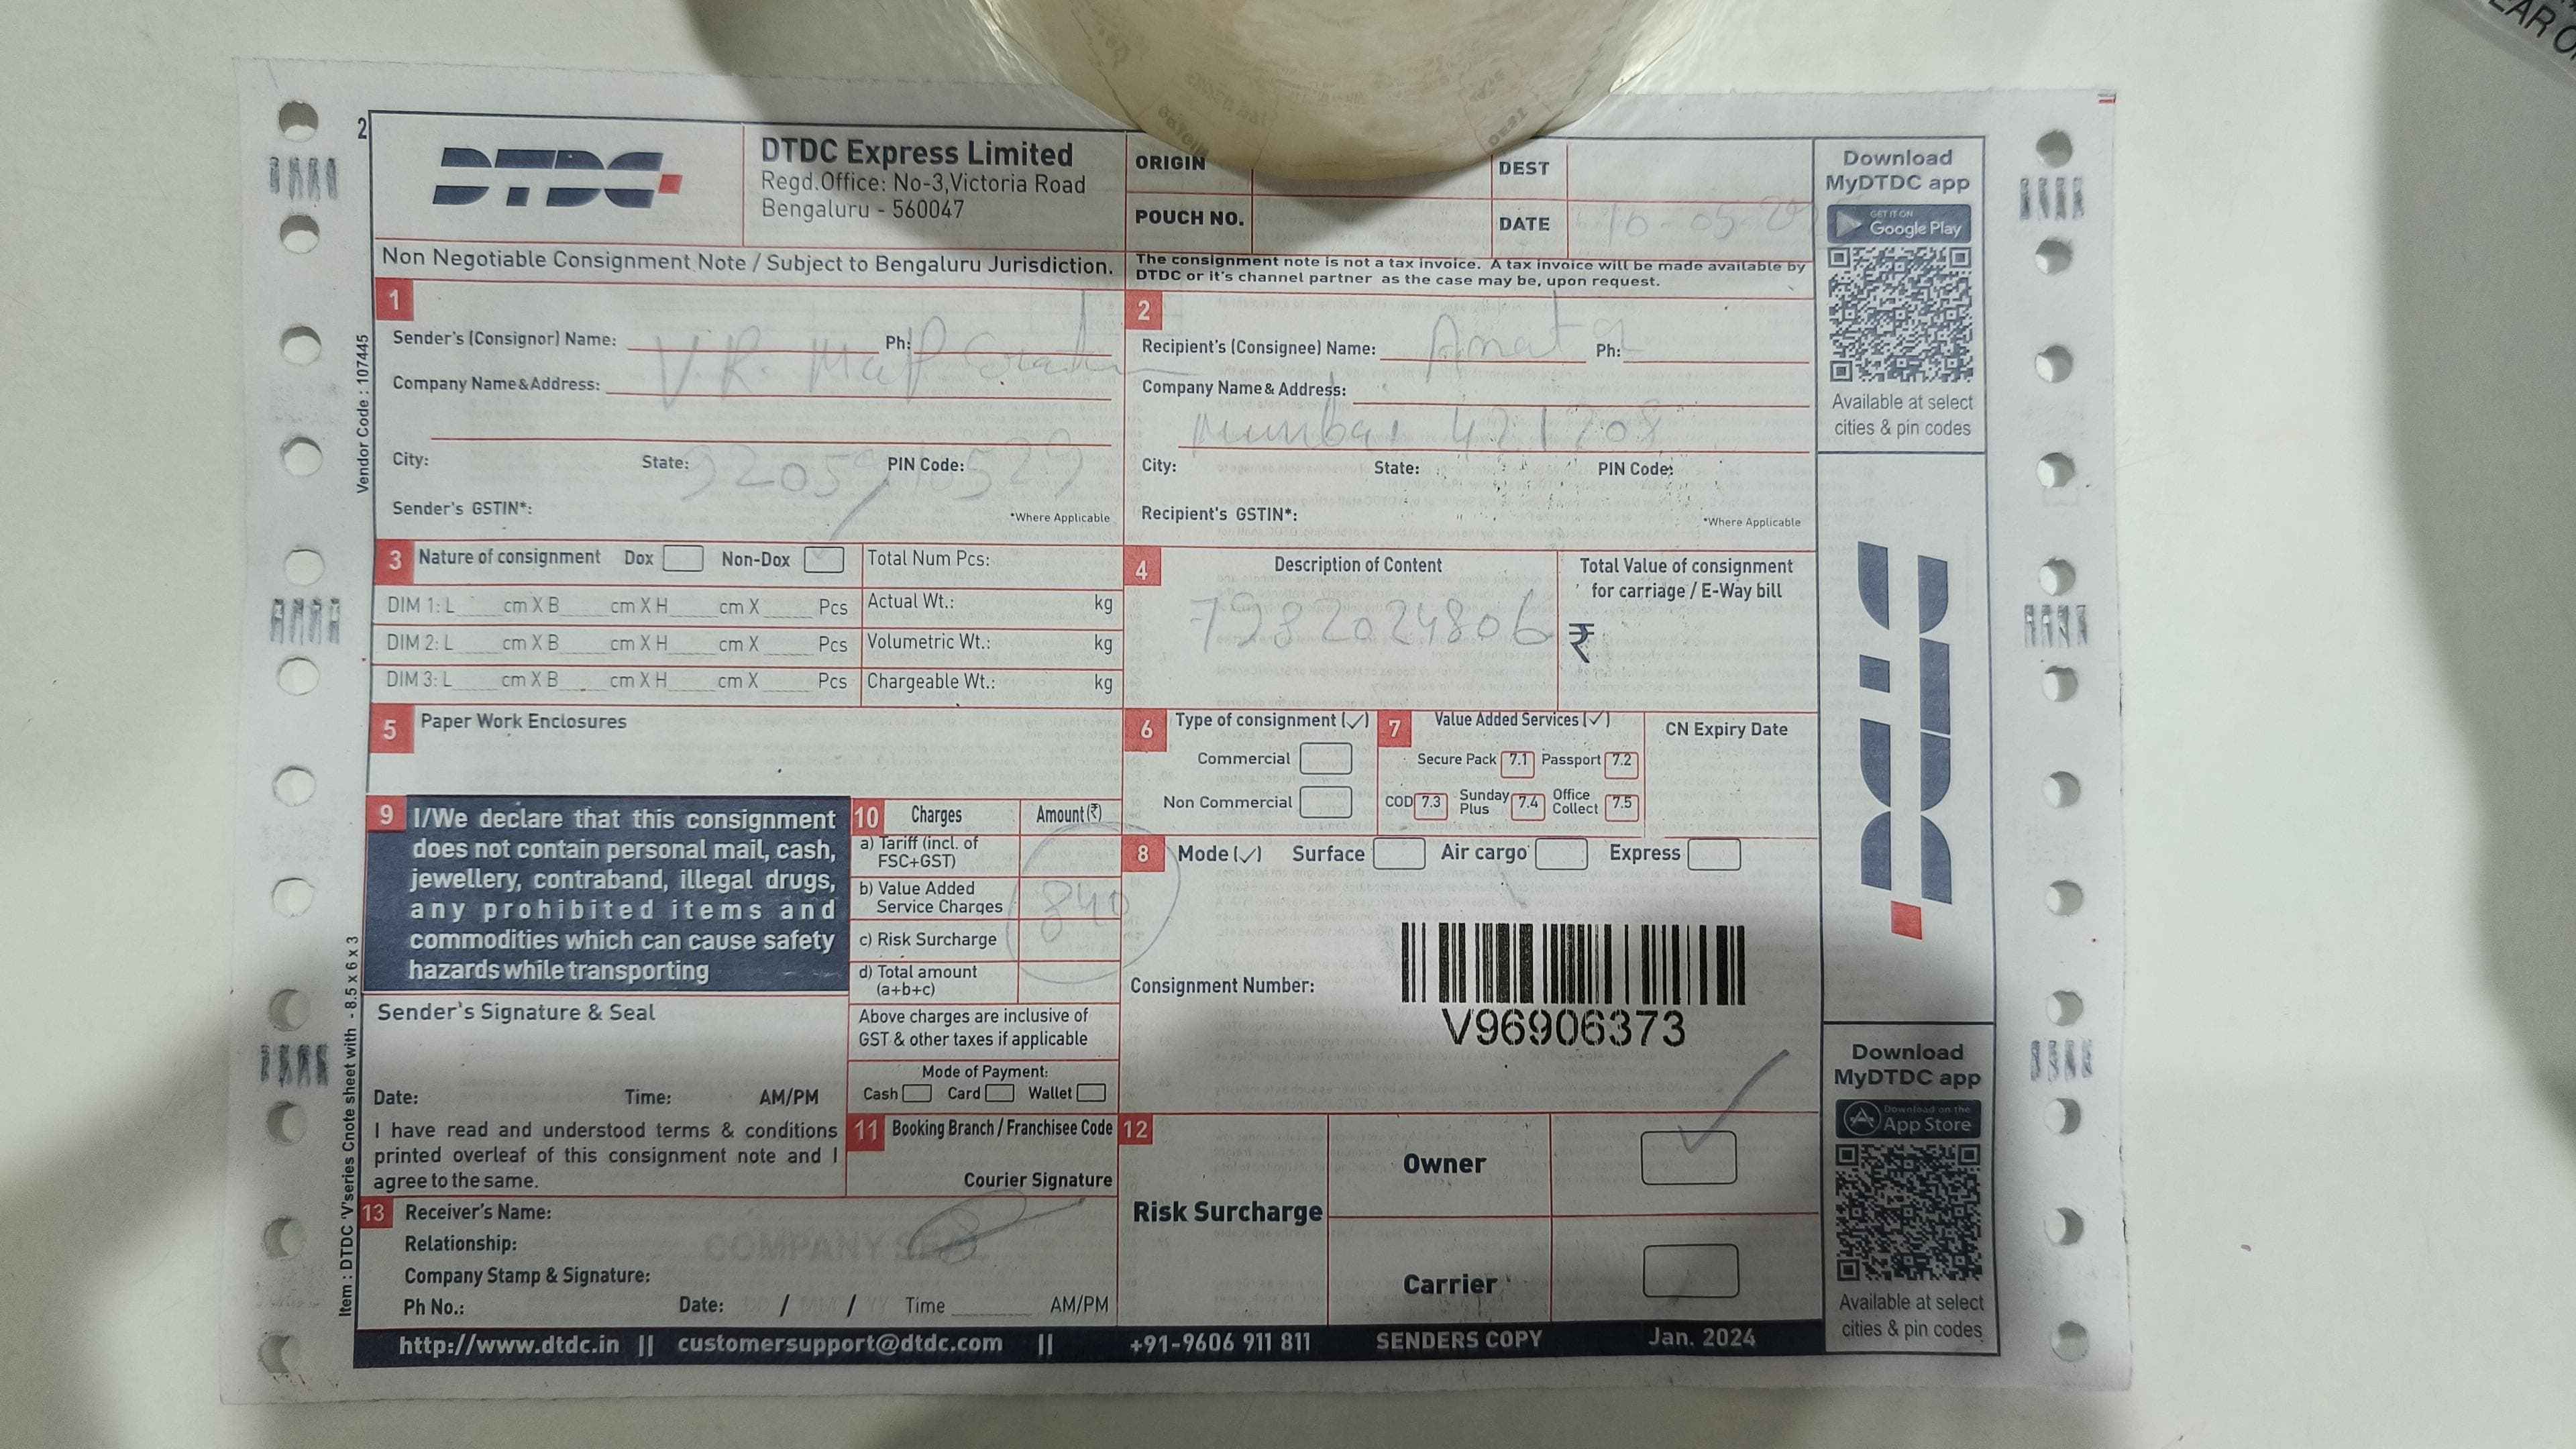 2
DTDC
DTDC Express Limited
Regd.Office: No-3,Victoria Road
Bengaluru - 560047
ORIGIN
DEST
POUCH NO.
DATE 16-05-2
Download
MyDTDC app
GET IT ON
Google Play
Available at select
cities & pin codes
Non Negotiable Consignment Note / Subject to Bengaluru Jurisdiction.
The consignment note is not a tax invoice. A tax invoice will be made available by
DTDC or it's channel partner as the case may be, upon request.
Vendor Code : 107445
1
Sender's (Consignor) Name: Ph:
V.R.
Company Name&Address:
City: State: PIN Code:
Sender's GSTIN*:
*Where Applicable
2
Recipient's (Consignee) Name: Ph:
Company Name & Address:
Mumbai 421708
City: State: PIN Code:
Recipient's GSTIN*:
*Where Applicable
3 Nature of consignment Dox Non-Dox
Total Num Pcs:
DIM 1: L cm X B cm X H cm X Pcs
Actual Wt.: kg
DIM 2: L cm X B cm X H cm X Pcs
Volumetric Wt.: kg
DIM 3: L cm X B cm X H cm X Pcs
Chargeable Wt.: kg
4 Description of Content
7982024806
Total Value of consignment
for carriage / E-Way bill
₹
5 Paper Work Enclosures
6 Type of consignment (✓)
Commercial
Non Commercial
7 Value Added Services (✓)
Secure Pack 7.1 Passport 7.2
COD 7.3 Sunday Plus 7.4 Office Collect 7.5
CN Expiry Date
8 Mode (✓) Surface Air cargo Express
Consignment Number:
V96906373
9 I/We declare that this consignment
does not contain personal mail, cash,
jewellery, contraband, illegal drugs,
any prohibited items and
commodities which can cause safety
hazards while transporting
Sender's Signature & Seal
Date: Time: AM/PM
I have read and understood terms & conditions
printed overleaf of this consignment note and I
agree to the same.
10 Charges Amount (₹)
a) Tariff (incl. of
FSC+GST)
b) Value Added
Service Charges
840
c) Risk Surcharge
d) Total amount
(a+b+c)
Above charges are inclusive of
GST & other taxes if applicable
Mode of Payment:
Cash Card Wallet
11 Booking Branch / Franchisee Code
Courier Signature
12 Risk Surcharge
Owner
Carrier
13 Receiver's Name:
Relationship:
COMPANY SEAL
Company Stamp & Signature:
Ph No.: Date: DD / MM / YY Time AM/PM
Item : DTDC 'V'series Cnote sheet with - 8.5 x 6 x 3
http://www.dtdc.in || customersupport@dtdc.com || +91-9606 911 811 SENDERS COPY Jan. 2024
DTDC
Download
MyDTDC app
Download on the
App Store
Available at select
cities & pin codes